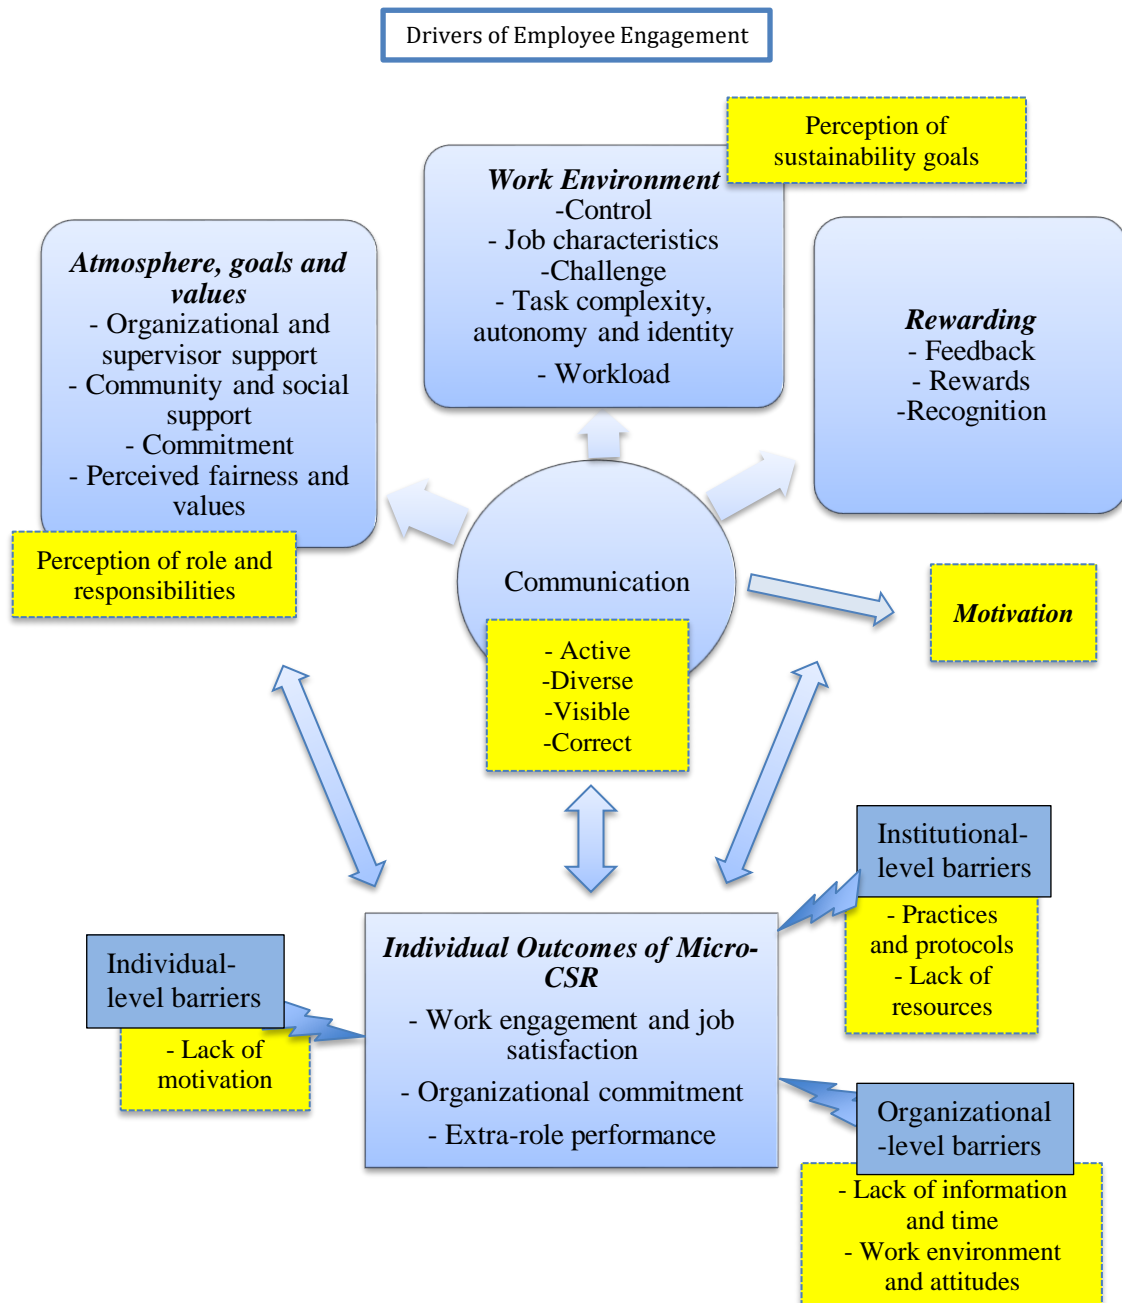 Drivers of Employee Engagement
Perception of
sustainability goals
Work Environment
-Control
- Job characteristics
-Challenge
- Task complexity,
autonomy and identity
- Workload
Atmosphere, goals and
values
- Organizational and
supervisor support
- Community and social
support
- Commitment
- Perceived fairness and
values
Rewarding
- Feedback
- Rewards
-Recognition
Perception of role and
responsibilities
Communication
- Active
-Diverse
-Visible
-Correct
Motivation
Institutional-
level barriers
- Practices
and protocols
- Lack of
resources
Individual-
level barriers
- Lack of
motivation
Individual Outcomes of Micro-
CSR
- Work engagement and job
satisfaction
- Organizational commitment
- Extra-role performance
Organizational
-level barriers
- Lack of information
and time
- Work environment
and attitudes